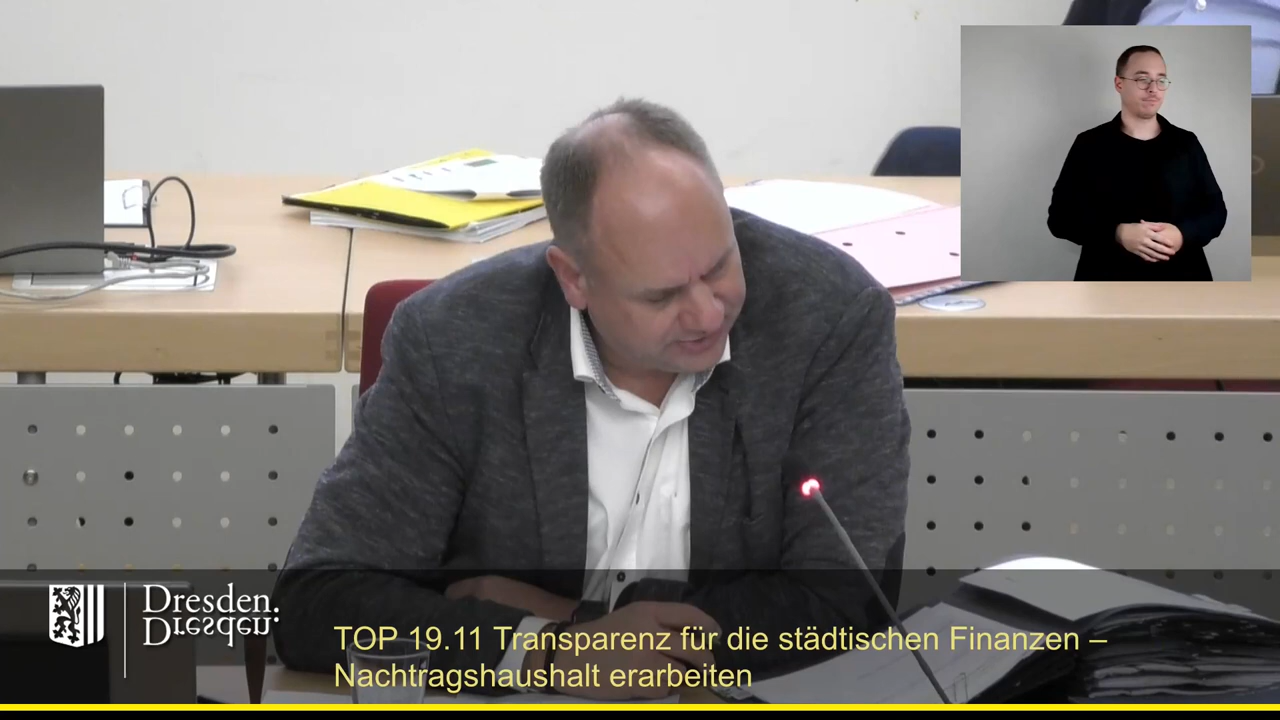 Dresden.
Dresden.
TOP 19.11 Transparenz für die städtischen Finanzen –
Nachtragshaushalt erarbeiten